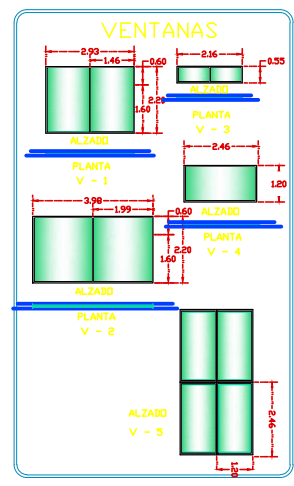 VENTANAS
2.93
1.46
0.60
2.20
1.60
ALZADO
PLANTA
V - 1
2.16
0.55
ALZADO
PLANTA
V - 3
2.46
1.20
ALZADO
PLANTA
V - 4
3.98
1.99
0.60
2.20
1.60
ALZADO
PLANTA
V - 2
2.46
1.20
ALZADO
V - 5